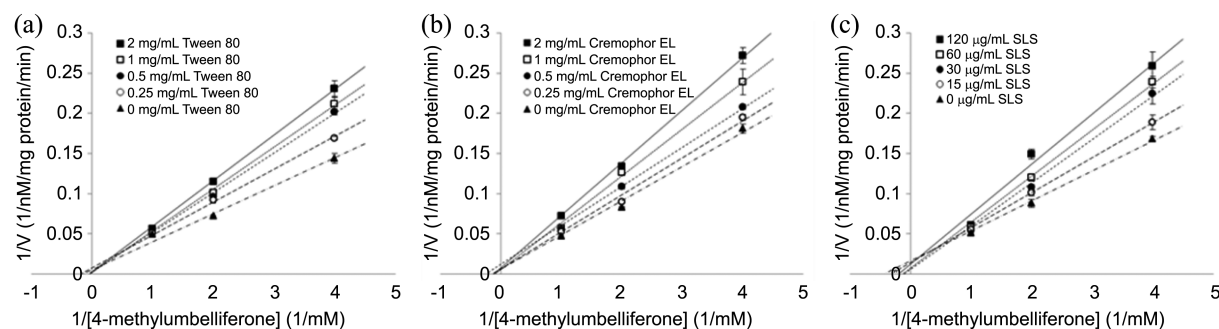 (a)
0.3
0.25
0.2
0.15
0.1
0.05
0
1/V (1/nM/mg protein/min)
2 mg/mL Tween 80
1 mg/mL Tween 80
0.5 mg/mL Tween 80
0.25 mg/mL Tween 80
0 mg/mL Tween 80
-1 0 1 2 3 4 5
1/[4-methylumbelliferone] (1/mM)
(b)
0.3
0.25
0.2
0.15
0.1
0.05
0
1/V (1/nM/mg protein/min)
2 mg/mL Cremophor EL
1 mg/mL Cremophor EL
0.5 mg/mL Cremophor EL
0.25 mg/mL Cremophor EL
0 mg/mL Cremophor EL
-1 0 1 2 3 4 5
1/[4-methylumbelliferone] (1/mM)
(c)
0.3
0.25
0.2
0.15
0.1
0.05
0
1/V (1/nM/mg protein/min)
120 µg/mL SLS
60 µg/mL SLS
30 µg/mL SLS
15 µg/mL SLS
0 µg/mL SLS
-1 0 1 2 3 4 5
1/[4-methylumbelliferone] (1/mM)